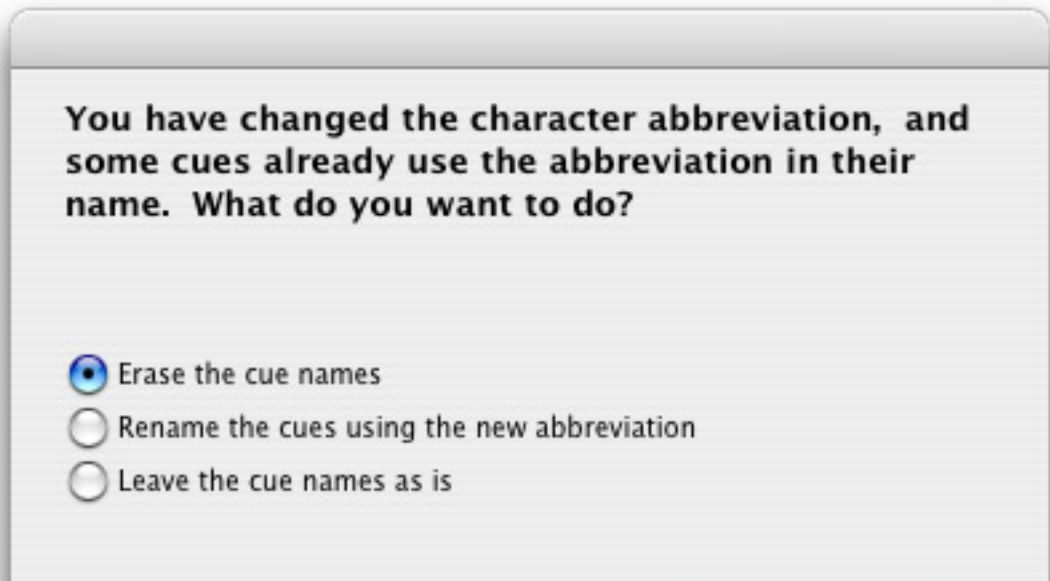 You have changed the character abbreviation,  and
some cues already use the abbreviation in their
name.  What do you want to do?
Erase the cue names
Rename the cues using the new abbreviation
Leave the cue names as is